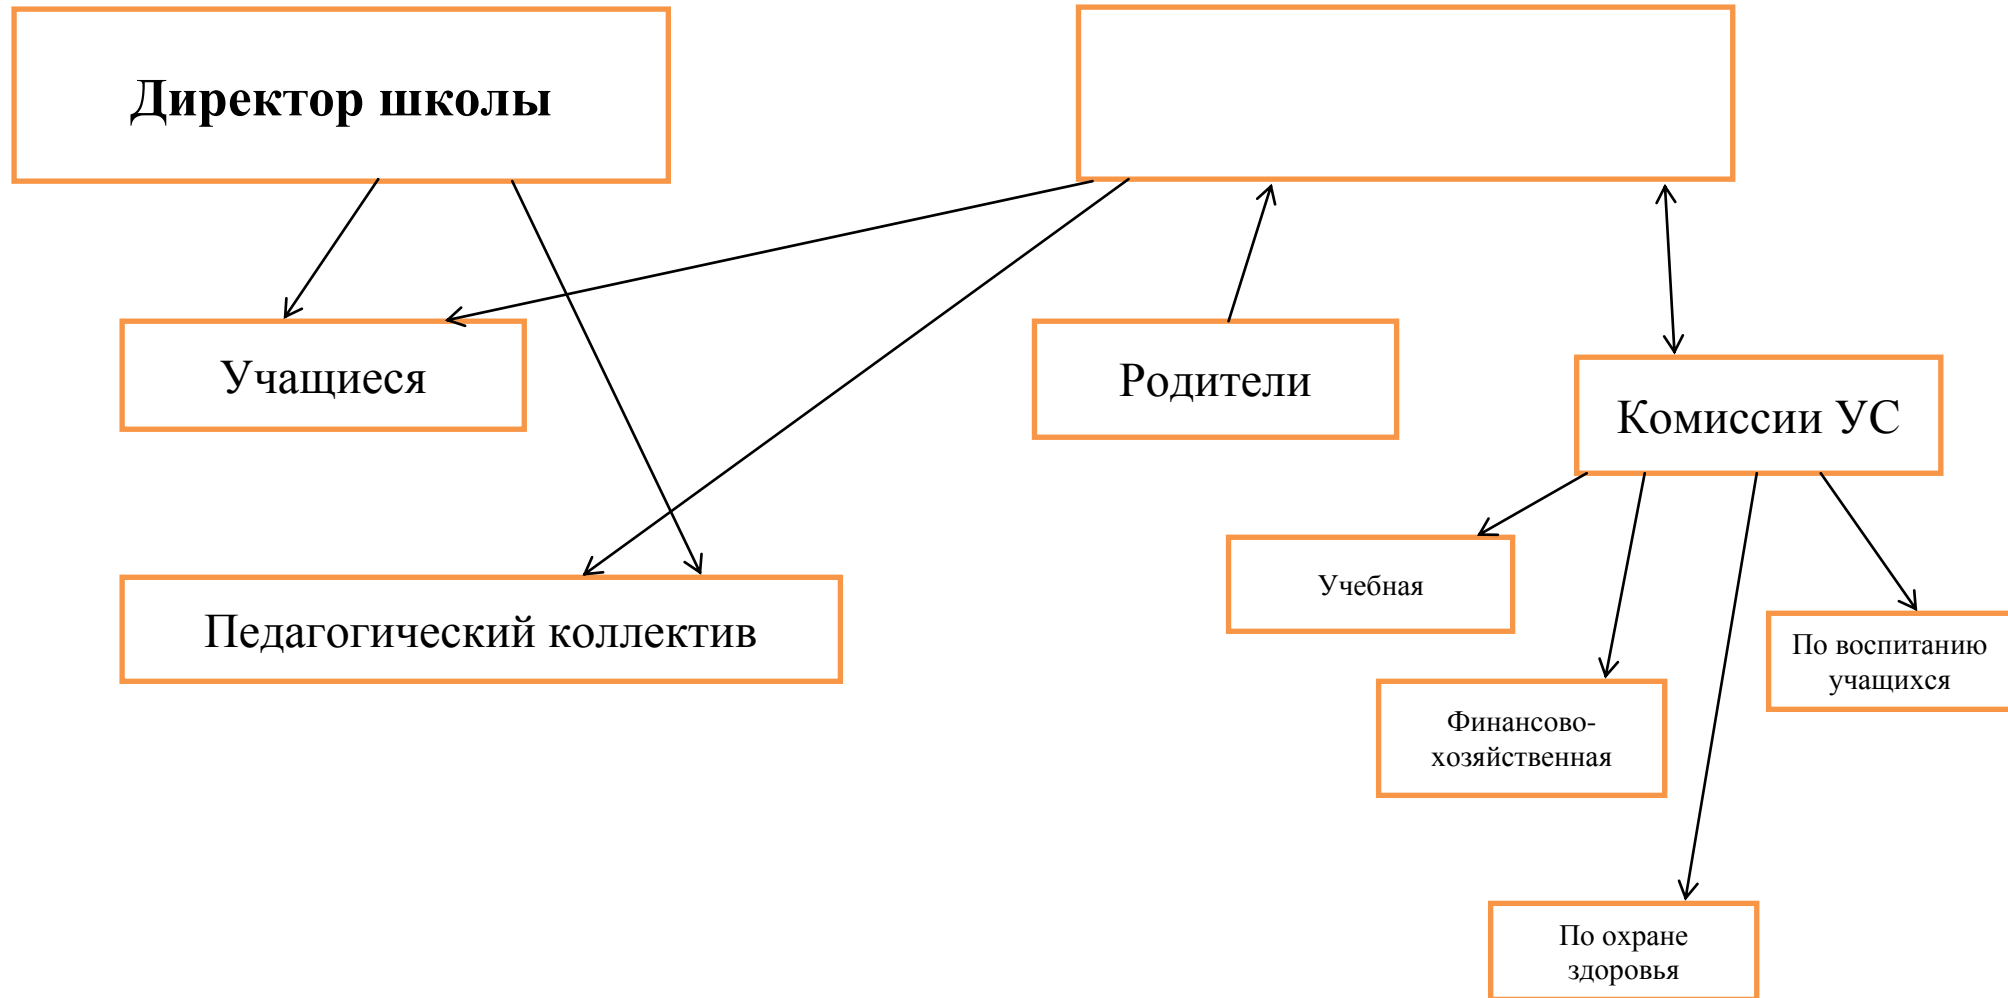 Директор школы
Учащиеся
Родители
Комиссии УС
Учебная
Педагогический коллектив
По воспитанию
учащихся
Финансово-
хозяйственная
По охране
здоровья